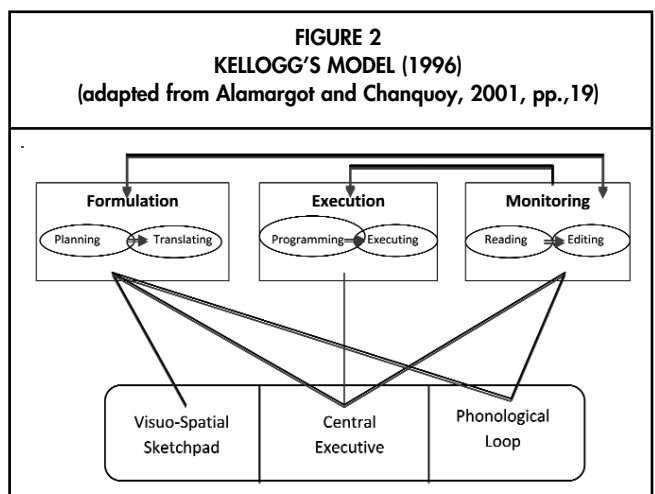 FIGURE 2
KELLOGG'S MODEL (1996)
(adapted from Alamargot and Chanquoy, 2001, pp.,19)
Formulation
Planning
Translating
Execution
Programming
Executing
Monitoring
Reading
Editing
Visuo-Spatial
Sketchpad
Central
Executive
Phonological
Loop